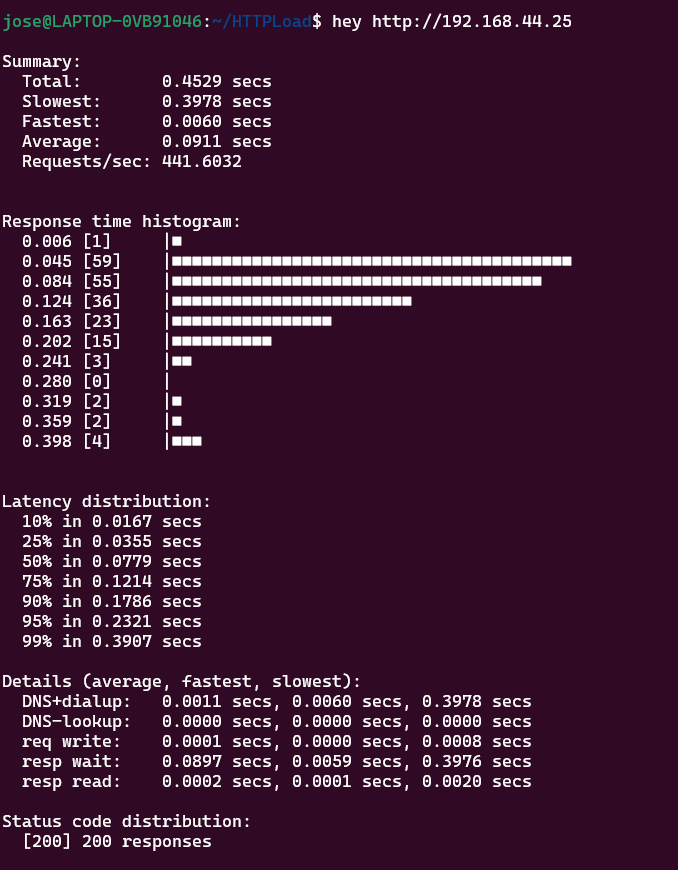 jose@LAPTOP-0VB91046:~/HTTPLoad$ hey http://192.168.44.25
Summary:
Total: 0.4529 secs
Slowest: 0.3978 secs
Fastest: 0.0060 secs
Average: 0.0911 secs
Requests/sec: 441.6032
Response time histogram:
0.006 [1] |■
0.045 [59] |■■■■■■■■■■■■■■■■■■■■■■■■■■■■■■■■■■■■■■■■
0.084 [55] |■■■■■■■■■■■■■■■■■■■■■■■■■■■■■■■■■■■■■
0.124 [36] |■■■■■■■■■■■■■■■■■■■■■■■■
0.163 [23] |■■■■■■■■■■■■■■■■
0.202 [15] |■■■■■■■■■■
0.241 [3] |■■
0.280 [0] |
0.319 [2] |■
0.359 [2] |■
0.398 [4] |■■■
Latency distribution:
10% in 0.0167 secs
25% in 0.0355 secs
50% in 0.0779 secs
75% in 0.1214 secs
90% in 0.1786 secs
95% in 0.2321 secs
99% in 0.3907 secs
Details (average, fastest, slowest):
DNS+dialup: 0.0011 secs, 0.0060 secs, 0.3978 secs
DNS-lookup: 0.0000 secs, 0.0000 secs, 0.0000 secs
req write: 0.0001 secs, 0.0000 secs, 0.0008 secs
resp wait: 0.0897 secs, 0.0059 secs, 0.3976 secs
resp read: 0.0002 secs, 0.0001 secs, 0.0020 secs
Status code distribution:
[200] 200 responses